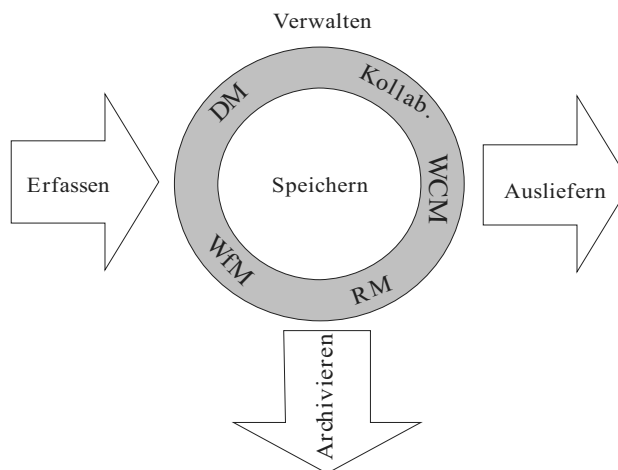 Verwalten
DM
Kollab.
Erfassen
Speichern
WCM
Ausliefern
WfM
RM
Archivieren